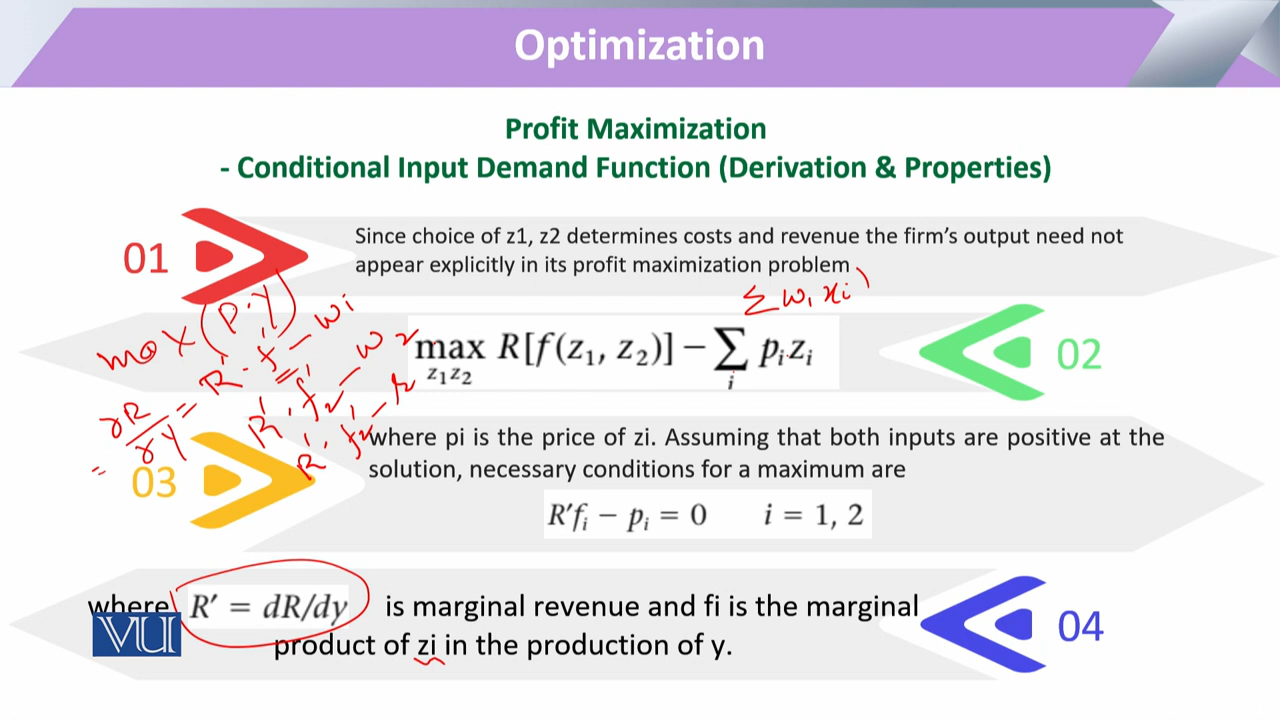 Optimization
Profit Maximization
- Conditional Input Demand Function (Derivation & Properties)
01
Since choice of z1, z2 determines costs and revenue the firm's output need not
appear explicitly in its profit maximization problem
Σ w, xi )
max (P.Y)
max R[f(z₁, z₂)] − Σ pᵢzᵢ
z₁z₂ i
02
R'. f' − wi
R'. f₂' − w₂
∂R/∂Y =
03
where pi is the price of zi. Assuming that both inputs are positive at the
solution, necessary conditions for a maximum are
R′fᵢ − pᵢ = 0 i = 1, 2
where R′ = dR/dy is marginal revenue and fi is the marginal
product of zi in the production of y.
04
VU